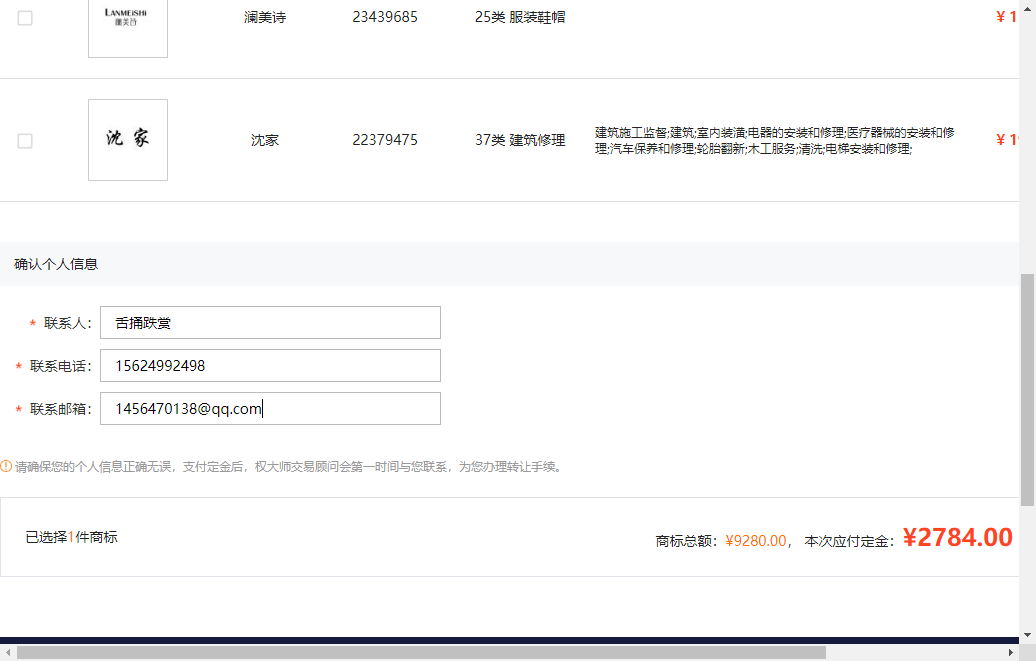 LANMEISHI
澜美诗
澜美诗 23439685 25类 服装鞋帽 ¥ 1
沈 家
沈家 22379475 37类 建筑修理
建筑施工监督;建筑;室内装潢;电器的安装和修理;医疗器械的安装和修
理;汽车保养和修理;轮胎翻新;木工服务;清洗;电梯安装和修理;
¥ 1
确认个人信息
* 联系人： 舌捅跌赏
* 联系电话： 15624992498
* 联系邮箱： 1456470138@qq.com
请确保您的个人信息正确无误，支付定金后，权大师交易顾问会第一时间与您联系，为您办理转让手续。
已选择1件商标
商标总额：¥9280.00， 本次应付定金：¥2784.00